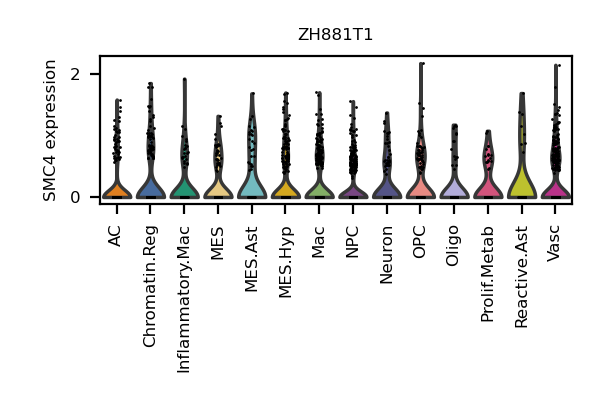 ZH881T1
SMC4 expression
2
0
AC
Chromatin.Reg
Inflammatory.Mac
MES
MES.Ast
MES.Hyp
Mac
NPC
Neuron
OPC
Oligo
Prolif.Metab
Reactive.Ast
Vasc